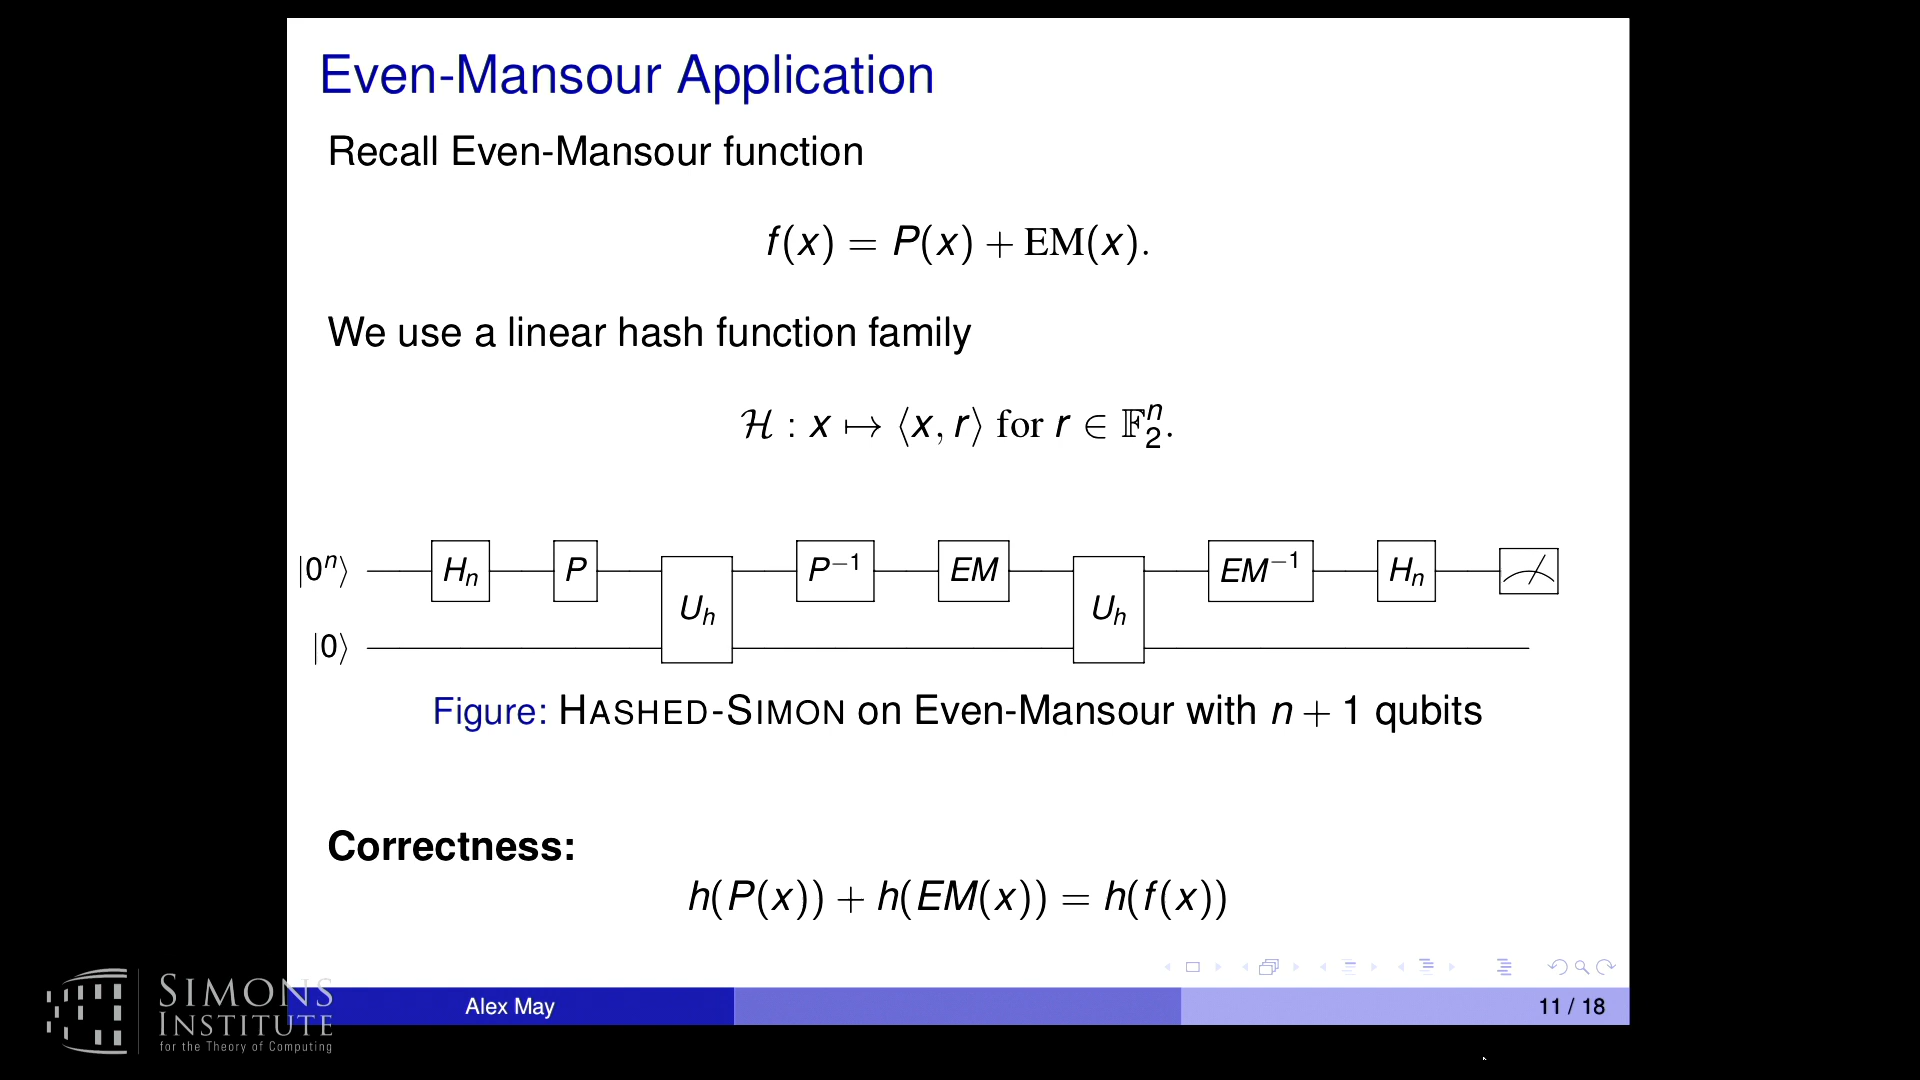 Even-Mansour Application
Recall Even-Mansour function
f(x) = P(x) + EM(x).
We use a linear hash function family
ℋ : x ↦ ⟨x, r⟩ for r ∈ 𝔽₂ⁿ.
|0ⁿ⟩ Hₙ P P⁻¹ EM EM⁻¹ Hₙ
Uₕ Uₕ
|0⟩
Figure: HASHED-SIMON on Even-Mansour with n + 1 qubits
Correctness:
h(P(x)) + h(EM(x)) = h(f(x))
Alex May 11 / 18
SIMONS
INSTITUTE
for the Theory of Computing